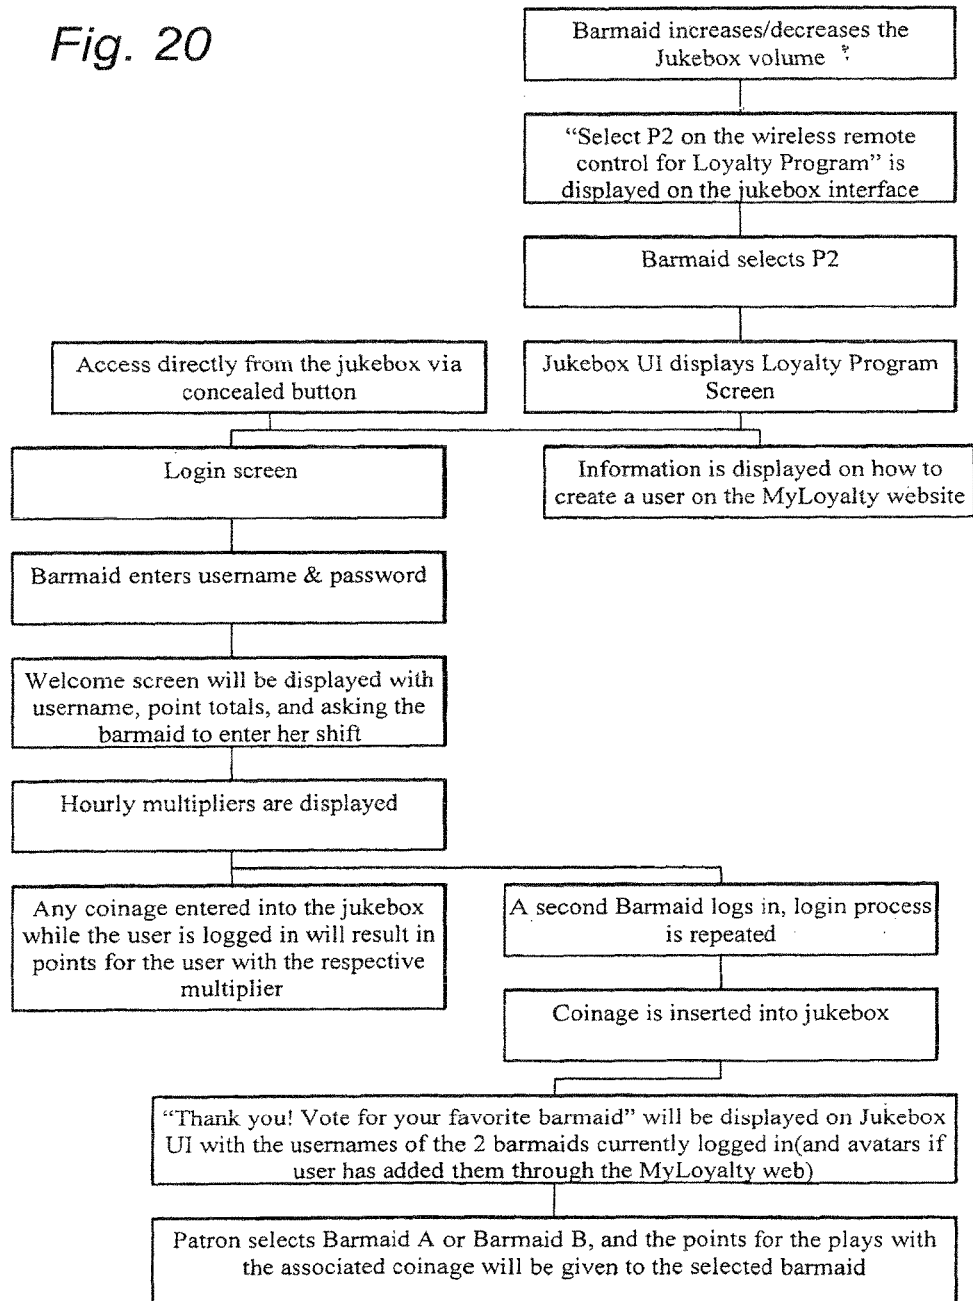 Fig. 20
Barmaid increases/decreases the
Jukebox volume
“Select P2 on the wireless remote
control for Loyalty Program” is
displayed on the jukebox interface
Barmaid selects P2
Access directly from the jukebox via
concealed button
Jukebox UI displays Loyalty Program
Screen
Login screen
Information is displayed on how to
create a user on the MyLoyalty website
Barmaid enters username & password
Welcome screen will be displayed with
username, point totals, and asking the
barmaid to enter her shift
Hourly multipliers are displayed
Any coinage entered into the jukebox
while the user is logged in will result in
points for the user with the respective
multiplier
A second Barmaid logs in, login process
is repeated
Coinage is inserted into jukebox
“Thank you! Vote for your favorite barmaid” will be displayed on Jukebox
UI with the usernames of the 2 barmaids currently logged in(and avatars if
user has added them through the MyLoyalty web)
Patron selects Barmaid A or Barmaid B, and the points for the plays with
the associated coinage will be given to the selected barmaid